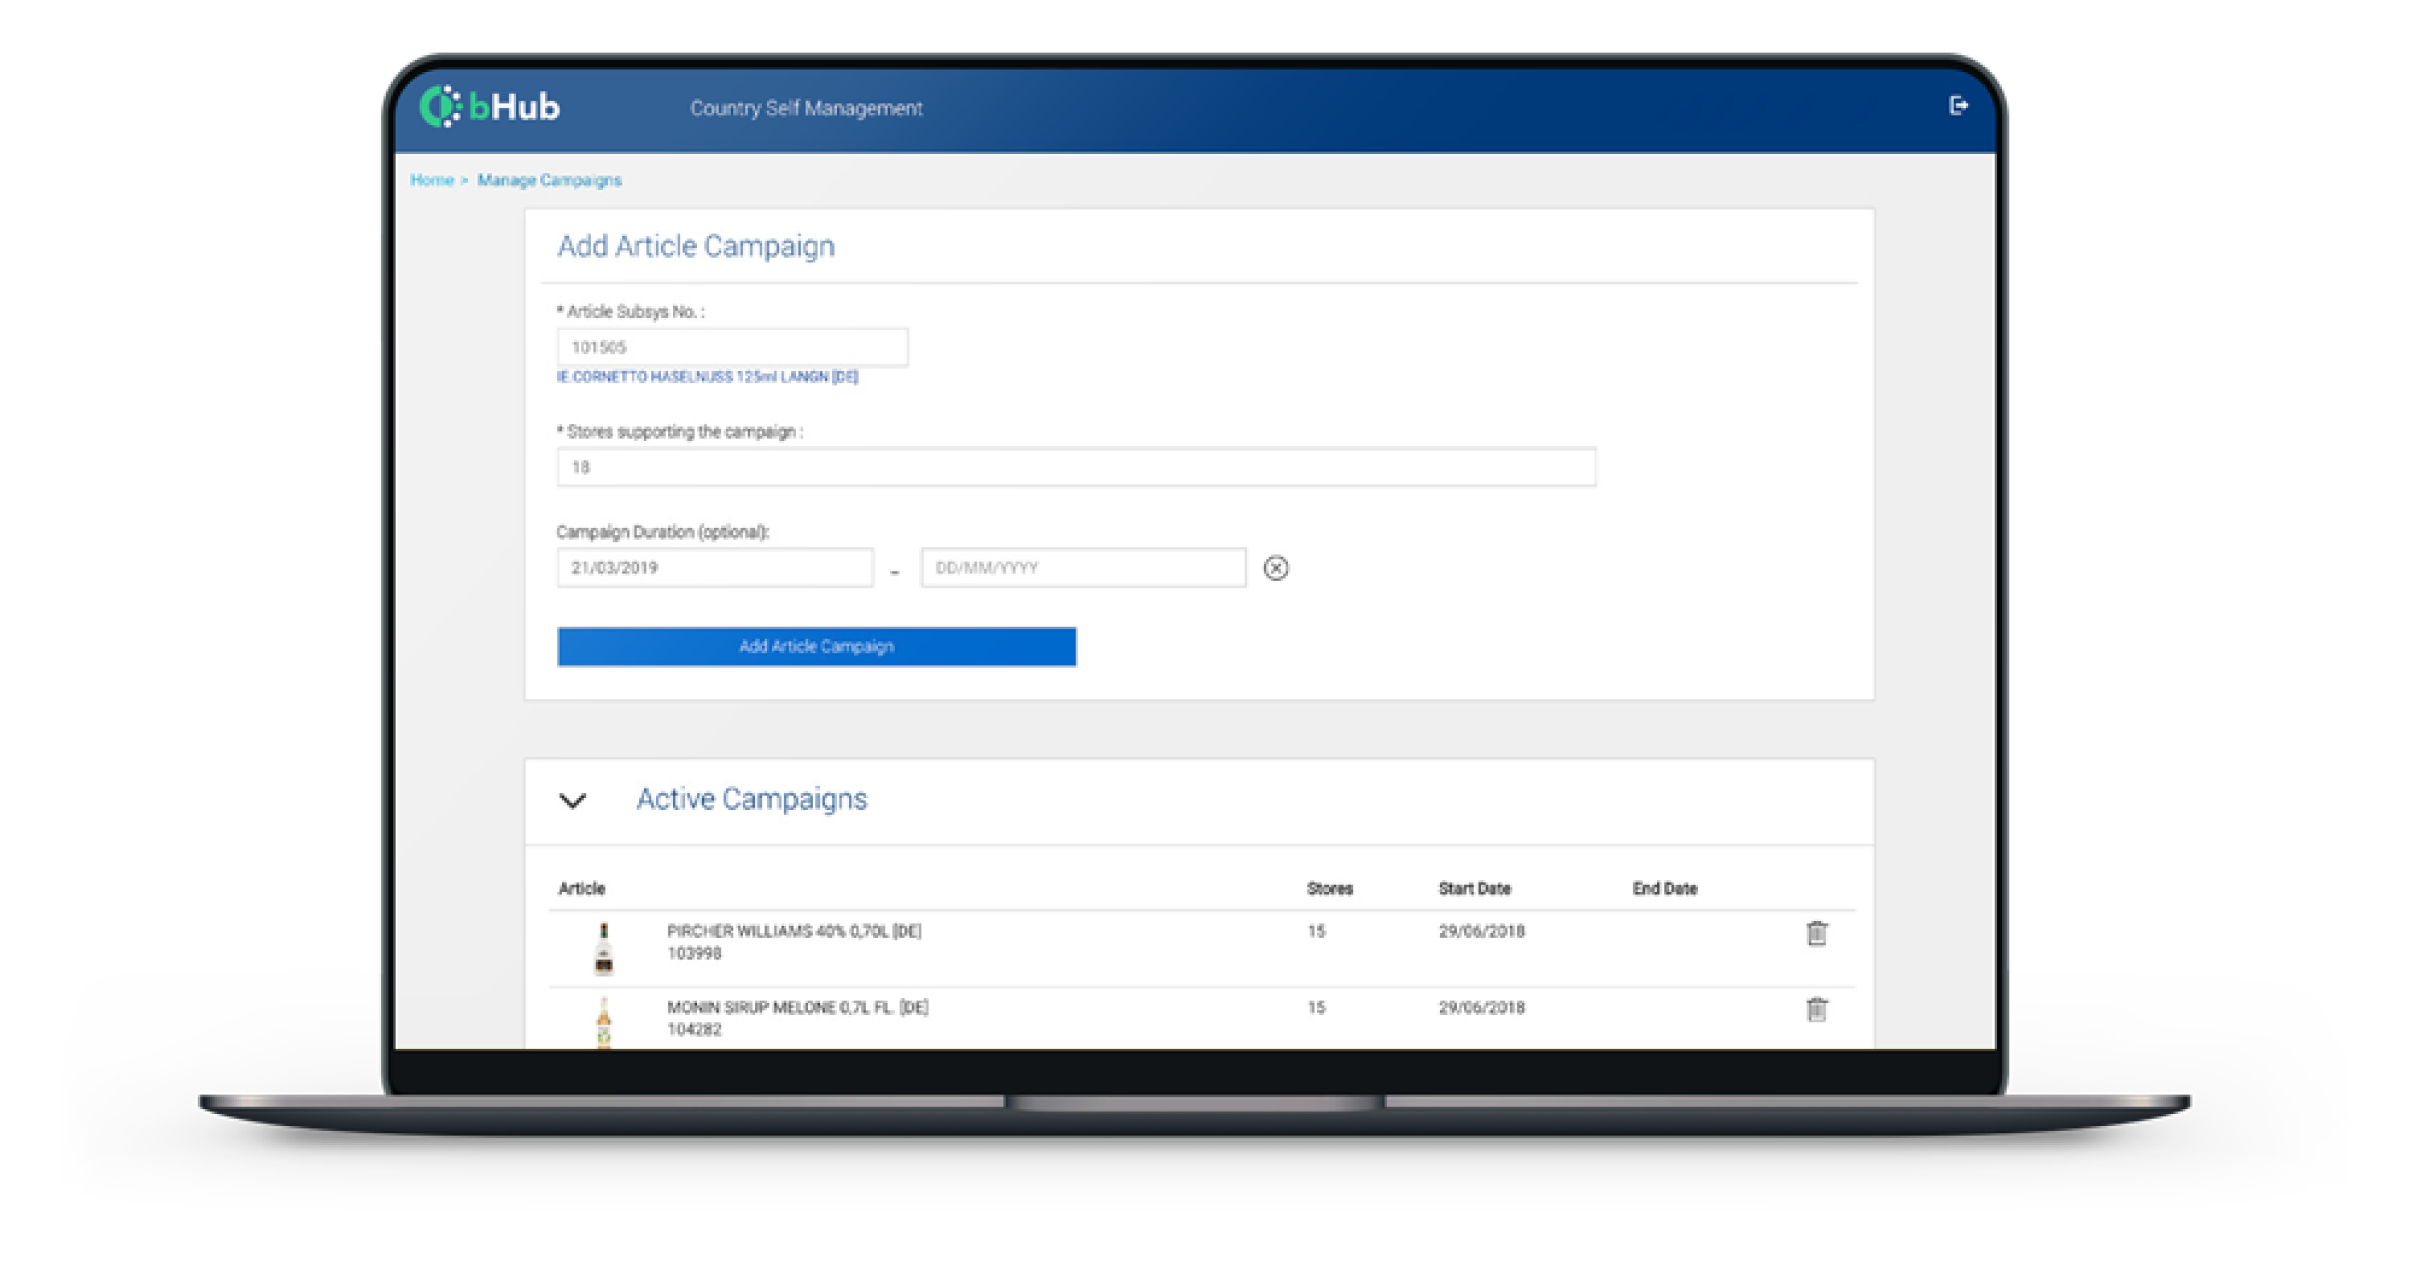 bHub
Country Self Management
Home > Manage Campaigns
Add Article Campaign
* Article Subsys No. :
101505
IE.CORNETTO HASELNUSS 125ml LANGN [DE]
* Stores supporting the campaign :
18
Campaign Duration (optional):
21/03/2019 - DD/MM/YYYY
Add Article Campaign
Active Campaigns
Article Stores Start Date End Date
PIRCHER WILLIAMS 40% 0,70L [DE] 15 29/06/2018
103998
MONIN SIRUP MELONE 0,7L FL. [DE] 15 29/06/2018
104282